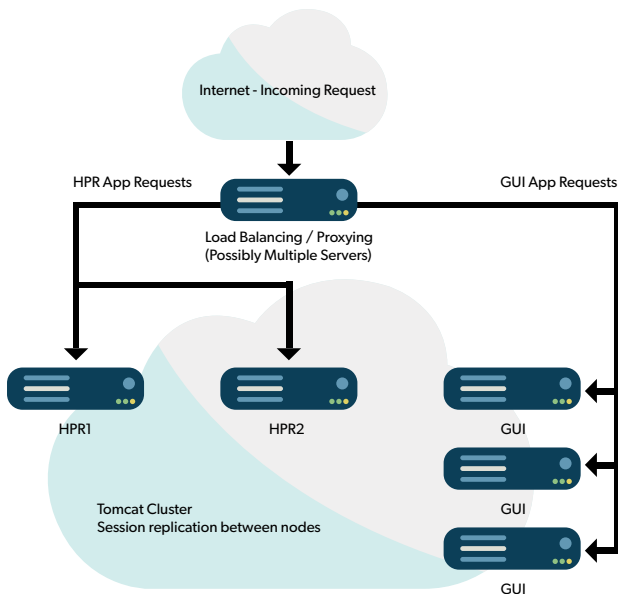 Internet - Incoming Request
HPR App Requests
GUI App Requests
Load Balancing / Proxying
(Possibly Multiple Servers)
HPR1
HPR2
GUI
GUI
Tomcat Cluster
Session replication between nodes
GUI